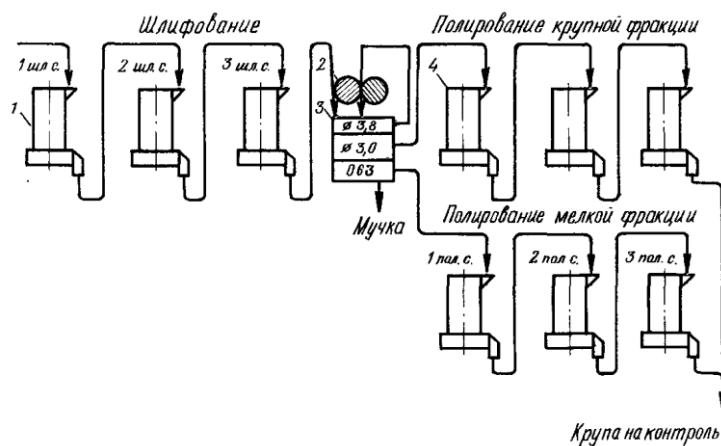 Шлифование
Полирование крупной фракции
1 шл. с.
2 шл. с.
3 шл. с.
2
4
1
3
ø 3,8
ø 3,0
063
Мучка
Полирование мелкой фракции
1 пол. с.
2 пол. с.
3 пол. с.
Крупа на контроль